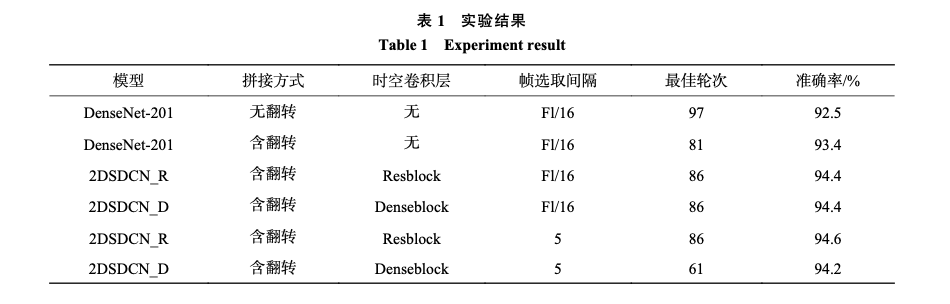 表 1 实验结果
Table 1 Experiment result
模型 拼接方式 时空卷积层 帧选取间隔 最佳轮次 准确率/%
DenseNet-201 无翻转 无 Fl/16 97 92.5
DenseNet-201 含翻转 无 Fl/16 81 93.4
2DSDCN_R 含翻转 Resblock Fl/16 86 94.4
2DSDCN_D 含翻转 Denseblock Fl/16 86 94.4
2DSDCN_R 含翻转 Resblock 5 86 94.6
2DSDCN_D 含翻转 Denseblock 5 61 94.2